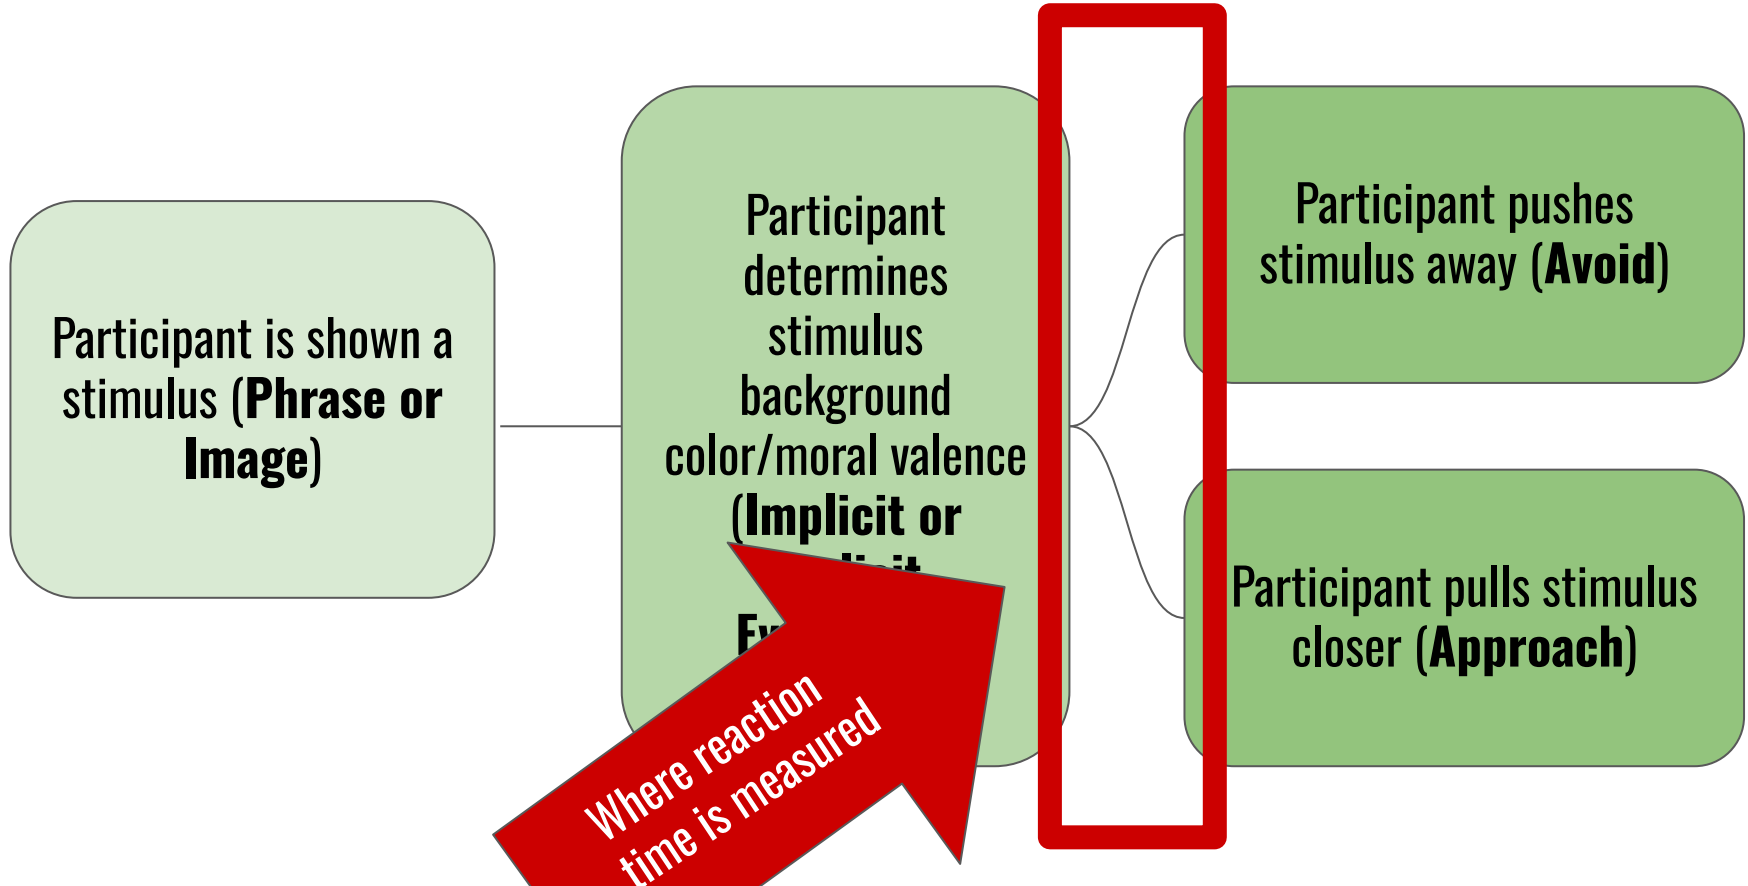 Participant is shown a
stimulus (Phrase or
Image)
Participant
determines
stimulus
background
color/moral valence
(Implicit or
Where reaction
time is measured
Participant pushes
stimulus away (Avoid)
Participant pulls stimulus
closer (Approach)